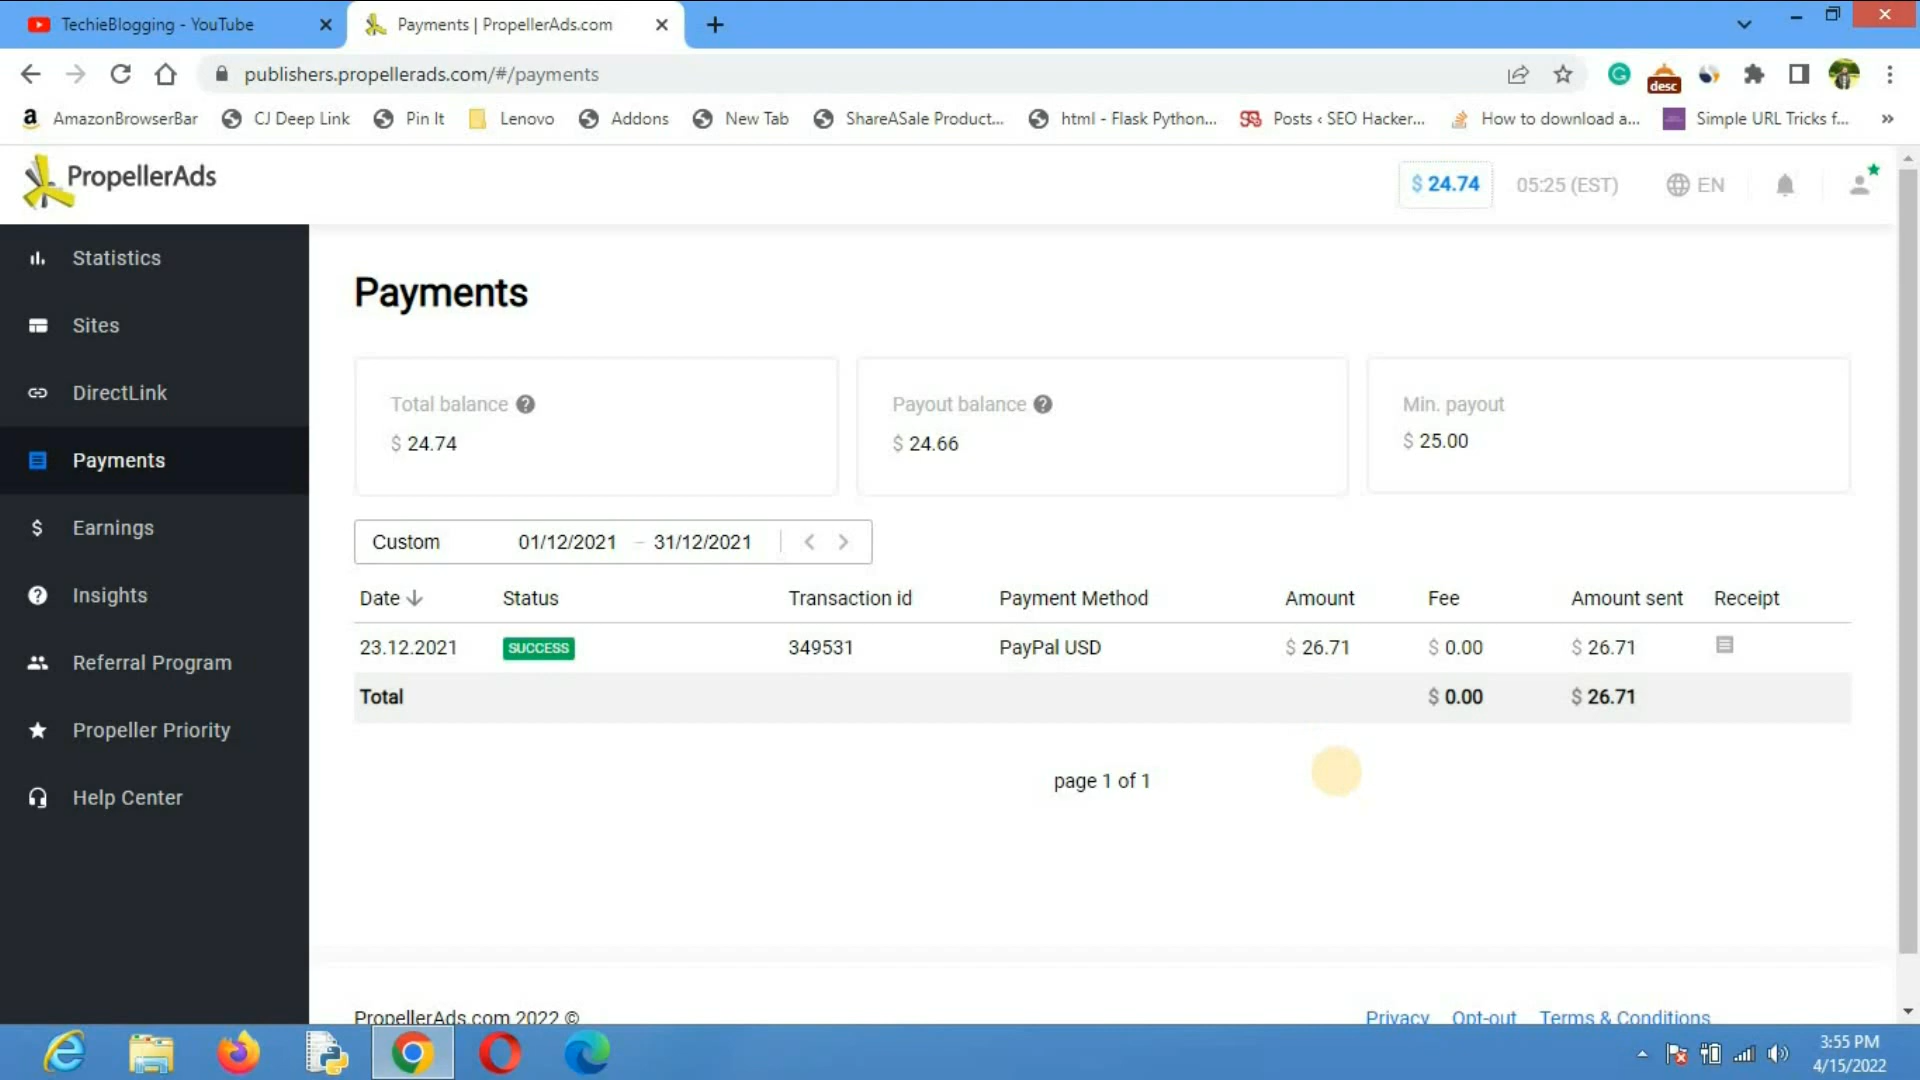 TechieBlogging - YouTube
Payments | PropellerAds.com
publishers.propellerads.com/#/payments
desc
AmazonBrowserBar
CJ Deep Link
Pin It
Lenovo
Addons
New Tab
ShareASale Product...
html - Flask Python...
Posts ‹ SEO Hacker...
How to download a...
Simple URL Tricks f...
»
PropellerAds
$ 24.74
05:25 (EST)
EN
Statistics
Sites
DirectLink
Payments
Earnings
Insights
Referral Program
Propeller Priority
Help Center
Payments
Total balance
$ 24.74
Payout balance
$ 24.66
Min. payout
$ 25.00
Custom 01/12/2021 – 31/12/2021
Date Status Transaction id Payment Method Amount Fee Amount sent Receipt
23.12.2021 SUCCESS 349531 PayPal USD $ 26.71 $ 0.00 $ 26.71
Total $ 0.00 $ 26.71
page 1 of 1
PropellerAds.com 2022 ©
Privacy Opt-out Terms & Conditions
3:55 PM
4/15/2022